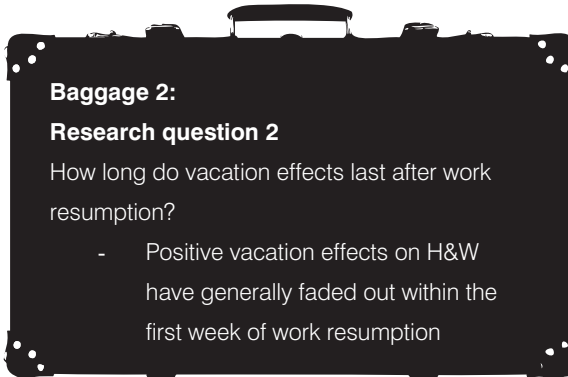 Baggage 2:
Research question 2
How long do vacation effects last after work
resumption?
- Positive vacation effects on H&W
have generally faded out within the
first week of work resumption